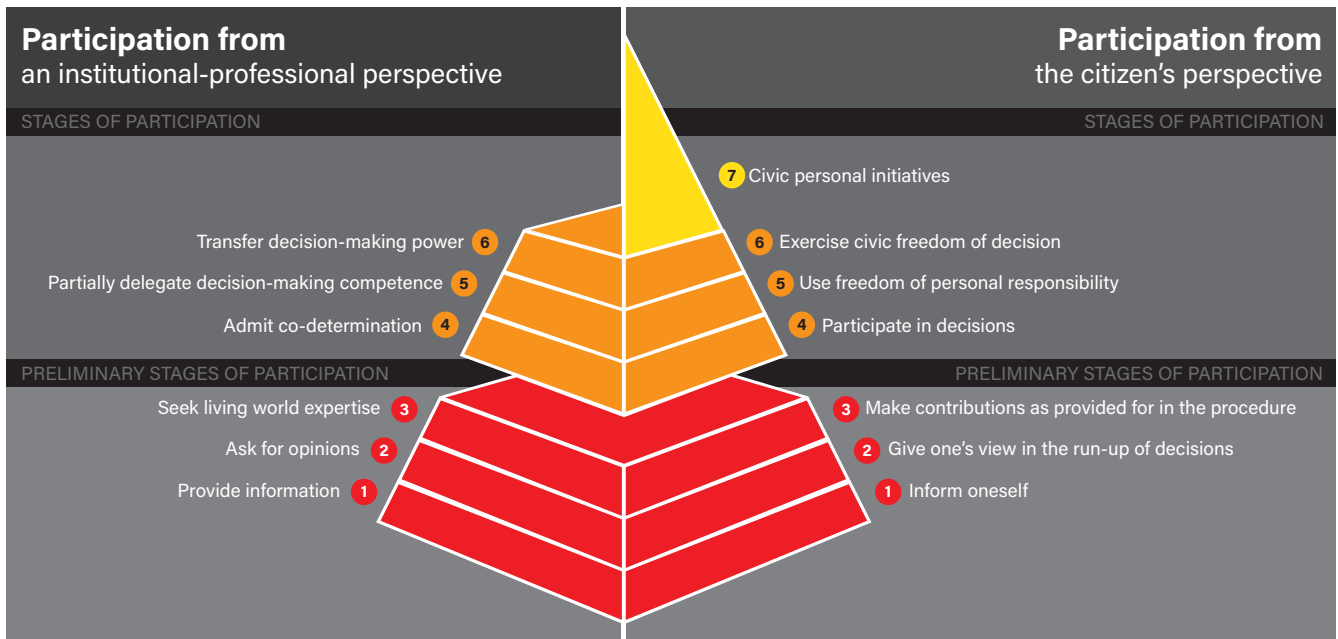 Participation from
an institutional-professional perspective
STAGES OF PARTICIPATION
Transfer decision-making power 6
Partially delegate decision-making competence 5
Admit co-determination 4
PRELIMINARY STAGES OF PARTICIPATION
Seek living world expertise 3
Ask for opinions 2
Provide information 1
Participation from
the citizen's perspective
STAGES OF PARTICIPATION
7 Civic personal initiatives
6 Exercise civic freedom of decision
5 Use freedom of personal responsibility
4 Participate in decisions
PRELIMINARY STAGES OF PARTICIPATION
3 Make contributions as provided for in the procedure
2 Give one's view in the run-up of decisions
1 Inform oneself